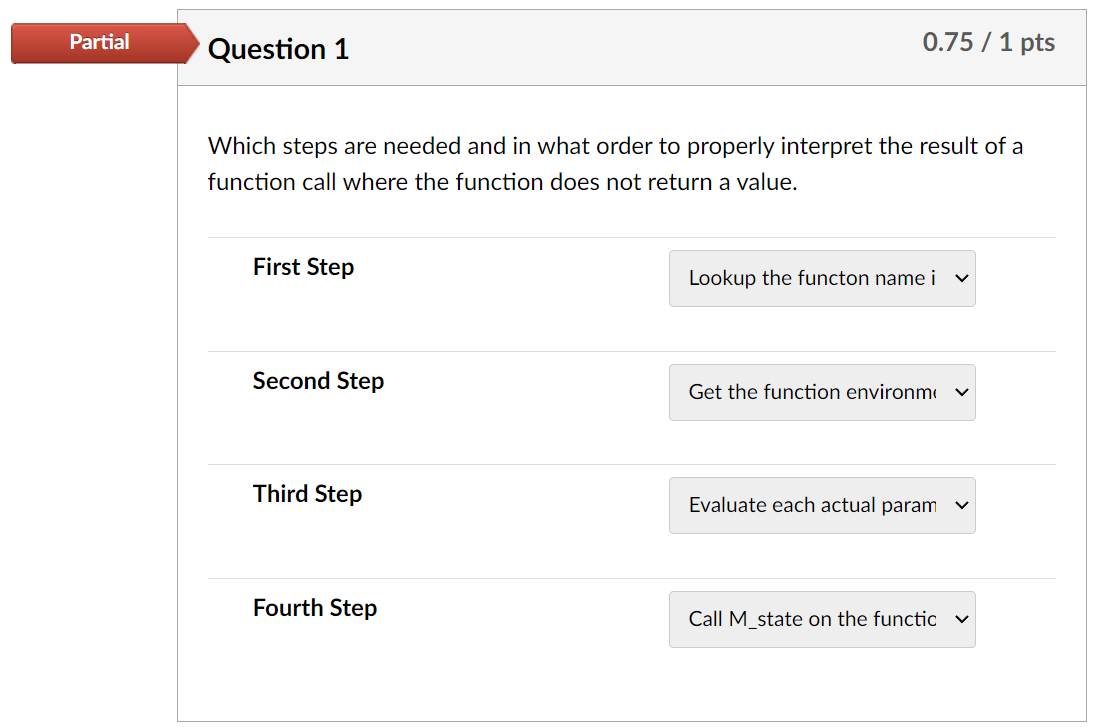 Partial
Question 1
0.75 / 1 pts
Which steps are needed and in what order to properly interpret the result of a
function call where the function does not return a value.
First Step
Lookup the functon name i
Second Step
Get the function environm
Third Step
Evaluate each actual param
Fourth Step
Call M_state on the functio